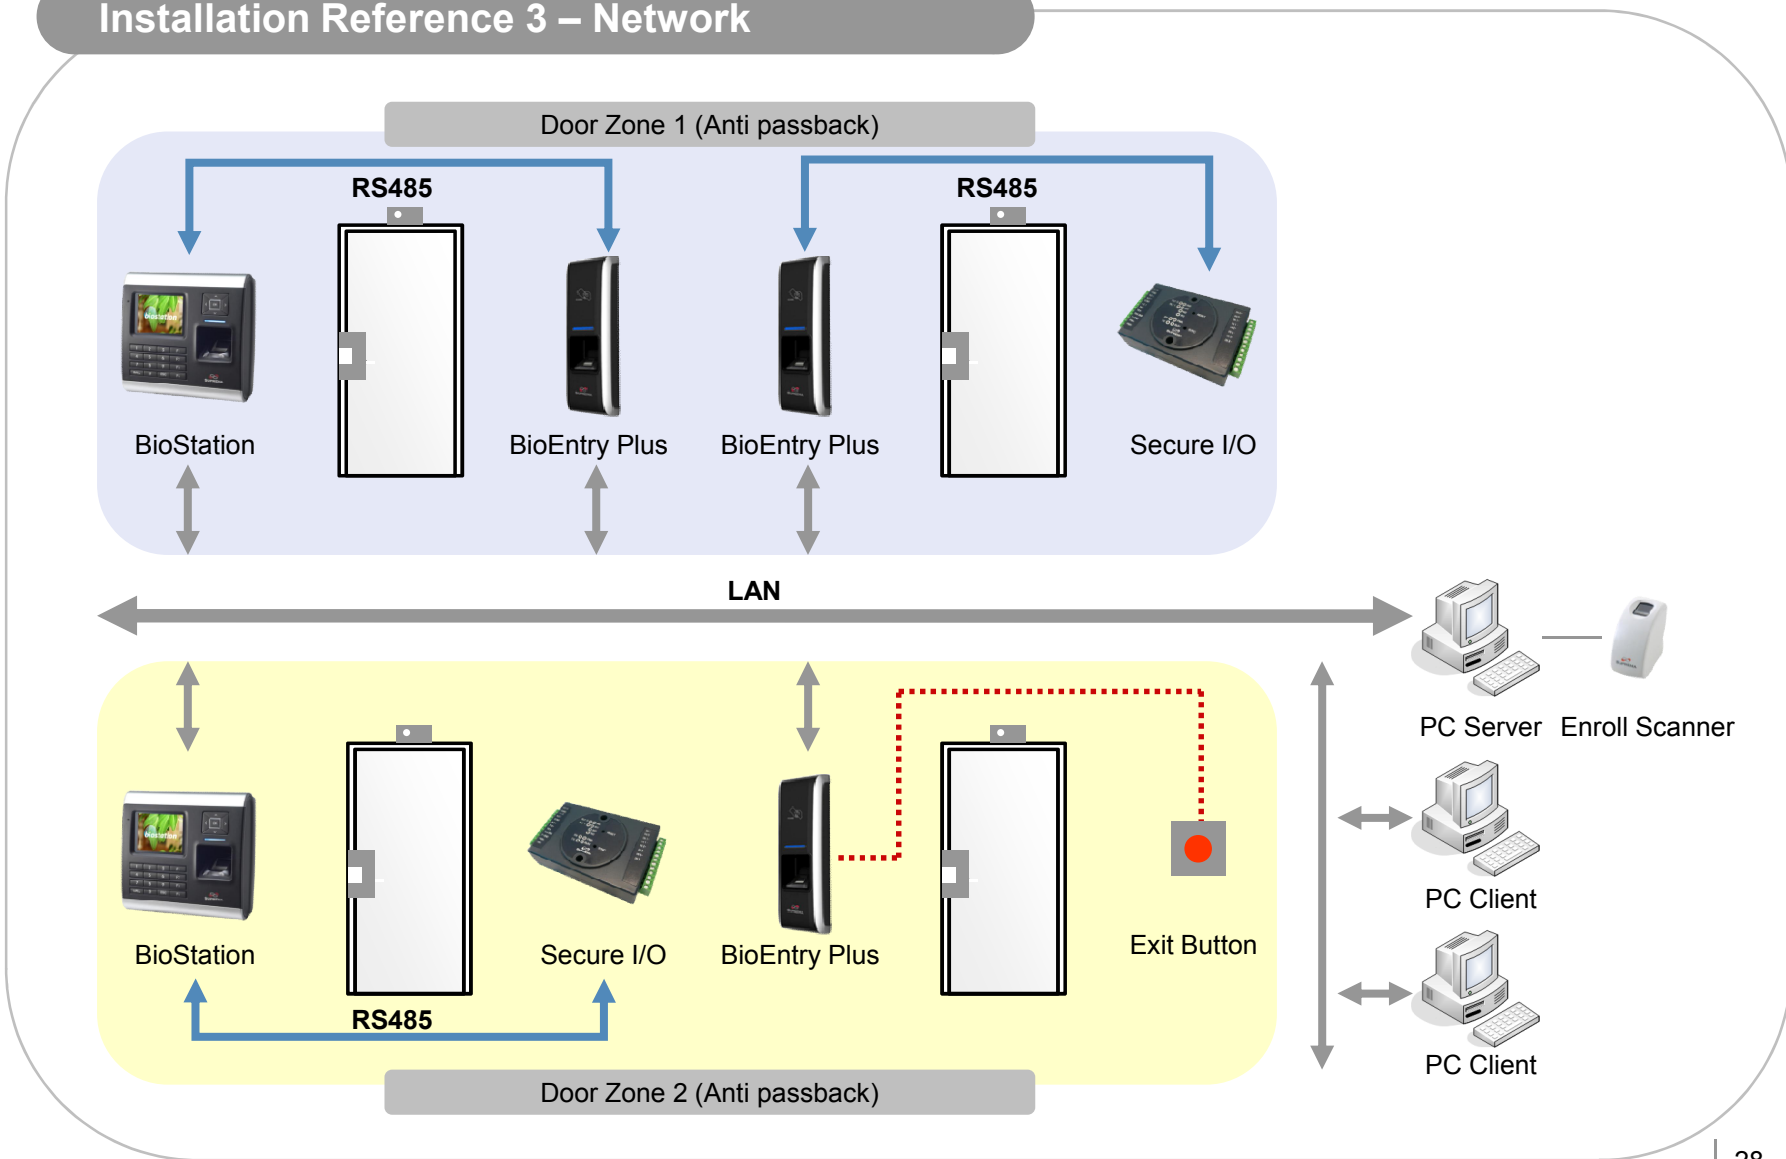 Installation Reference 3 – Network
Door Zone 1 (Anti passback)
RS485
RS485
BioStation
BioEntry Plus
BioEntry Plus
Secure I/O
LAN
PC Server
Enroll Scanner
PC Client
BioStation
Secure I/O
BioEntry Plus
Exit Button
RS485
PC Client
Door Zone 2 (Anti passback)
28